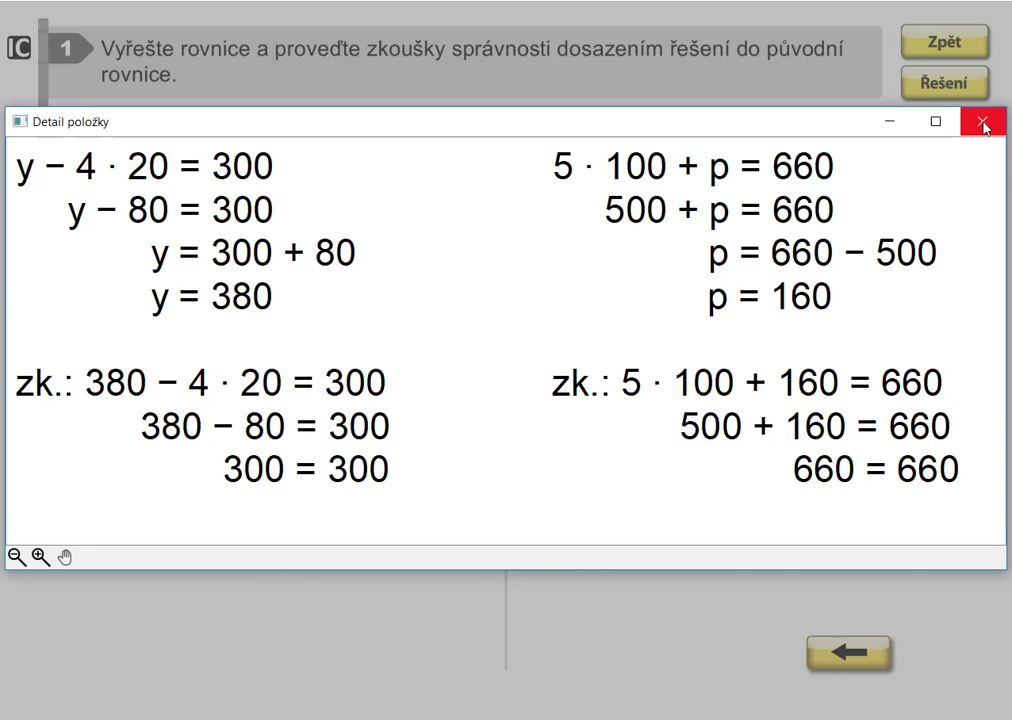 IC
1
Vyřešte rovnice a proveďte zkoušky správnosti dosazením řešení do původní
rovnice.
Zpět
Řešení
Detail položky
y − 4 · 20 = 300
y − 80 = 300
y = 300 + 80
y = 380
zk.: 380 − 4 · 20 = 300
380 − 80 = 300
300 = 300
5 · 100 + p = 660
500 + p = 660
p = 660 − 500
p = 160
zk.: 5 · 100 + 160 = 660
500 + 160 = 660
660 = 660